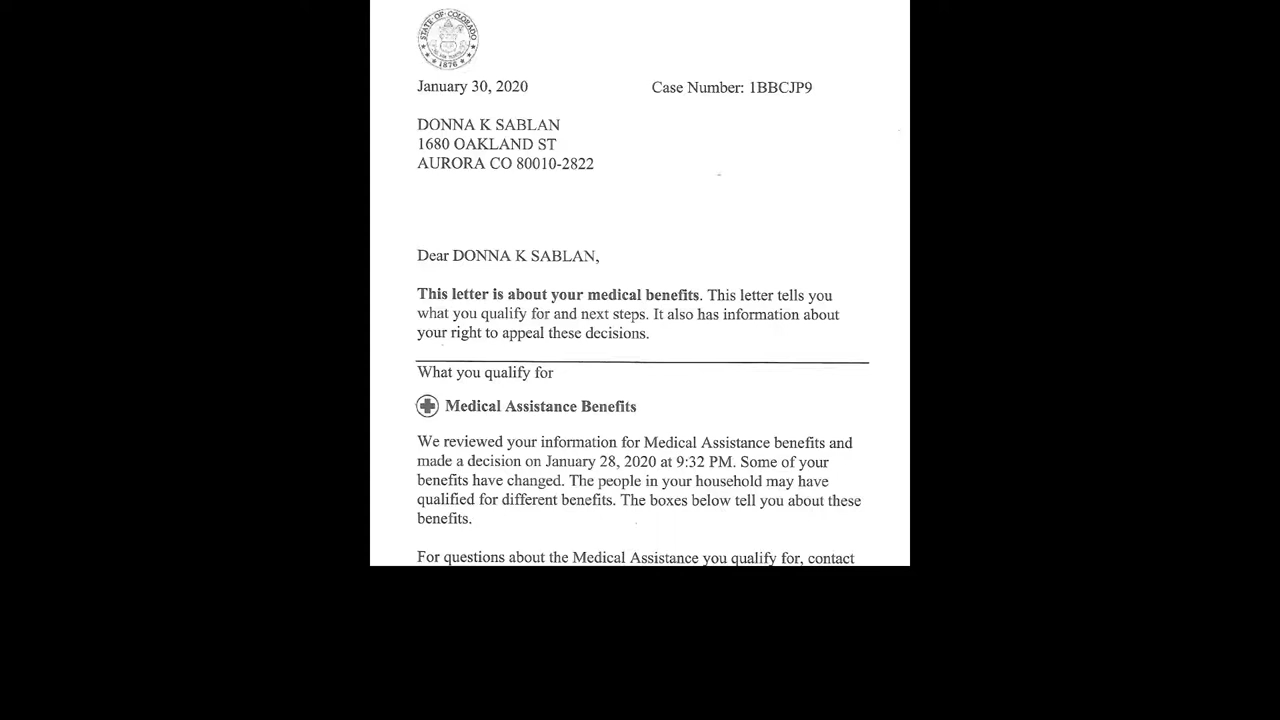 STATE OF COLORADO
1876
January 30, 2020 Case Number: 1BBCJP9
DONNA K SABLAN
1680 OAKLAND ST
AURORA CO 80010-2822
Dear DONNA K SABLAN,
This letter is about your medical benefits. This letter tells you
what you qualify for and next steps. It also has information about
your right to appeal these decisions.
What you qualify for
Medical Assistance Benefits
We reviewed your information for Medical Assistance benefits and
made a decision on January 28, 2020 at 9:32 PM. Some of your
benefits have changed. The people in your household may have
qualified for different benefits. The boxes below tell you about these
benefits.
For questions about the Medical Assistance you qualify for, contact